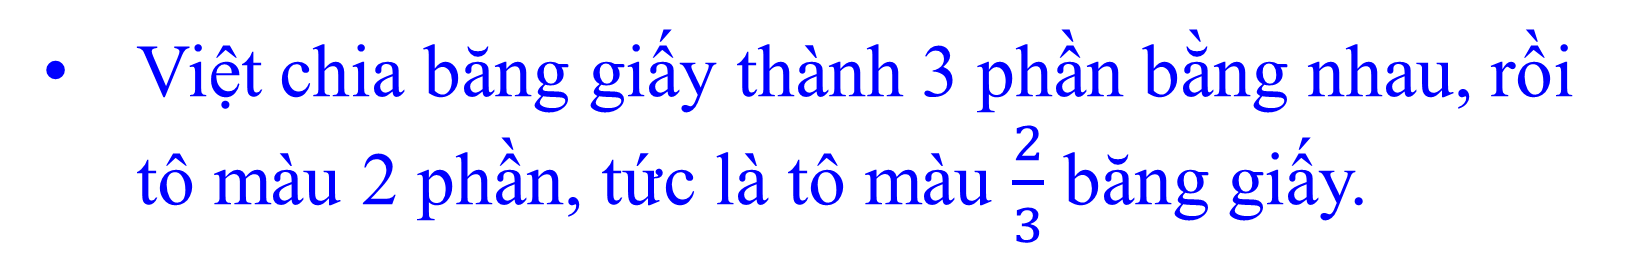 • Việt chia băng giấy thành 3 phần bằng nhau, rồi
tô màu 2 phần, tức là tô màu 2/3 băng giấy.